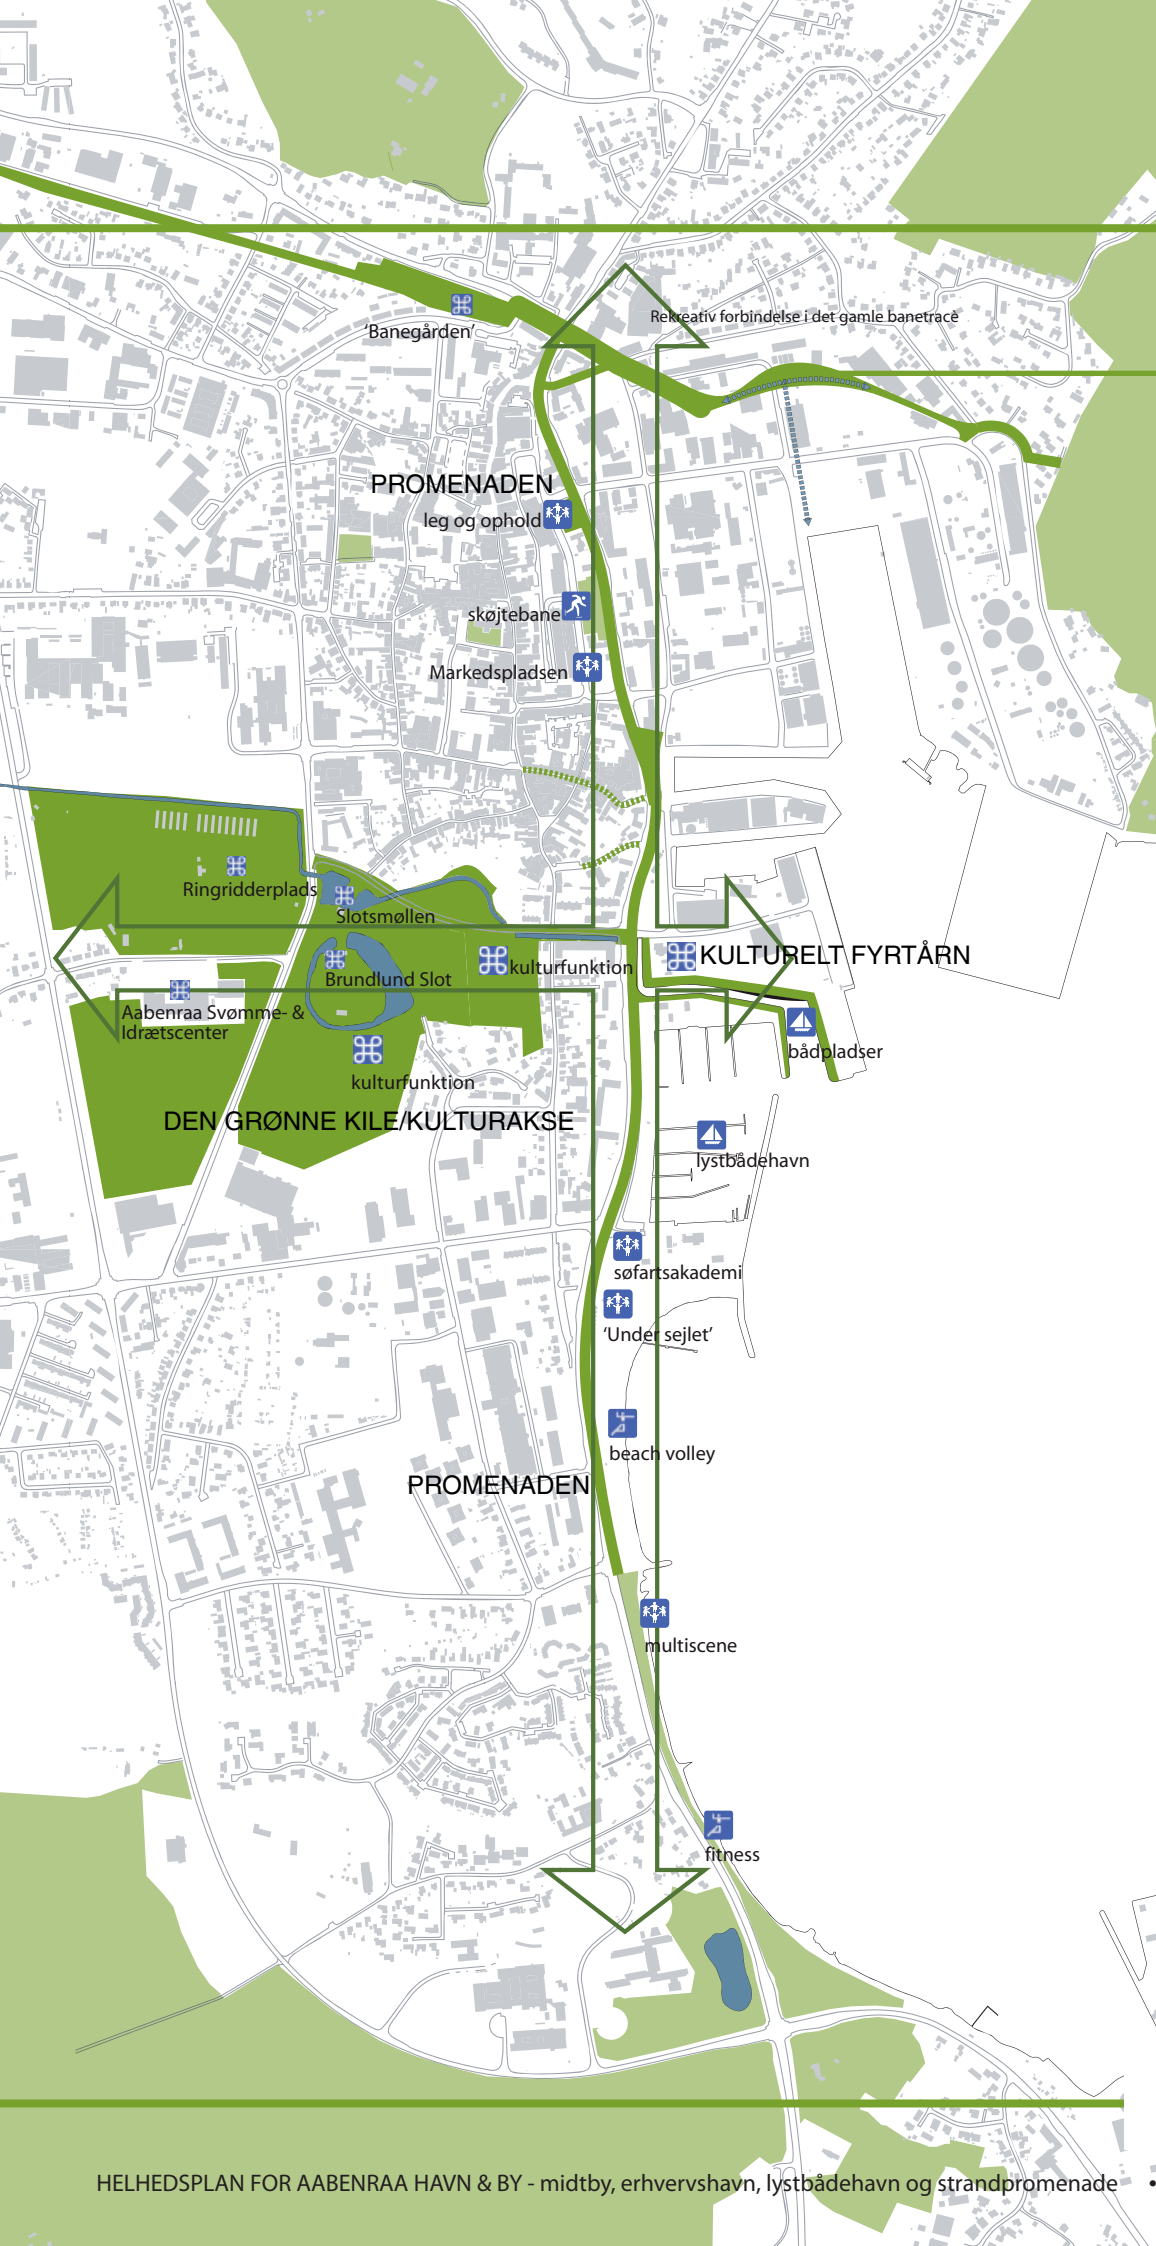 'Banegården'
Rekreativ forbindelse i det gamle banetracè
PROMENADEN
leg og ophold
skøjtebane
Markedspladsen
Ringridderplads
Slotsmøllen
KULTURELT FYRTÅRN
kulturfunktion
Brundlund Slot
Aabenraa Svømme- &
Idrætscenter
bådpladser
kulturfunktion
DEN GRØNNE KILE/KULTURAKSE
lystbådehavn
søfartsakademi
'Under sejlet'
beach volley
PROMENADEN
multiscene
fitness
HELHEDSPLAN FOR AABENRAA HAVN & BY - midtby, erhvervshavn, lystbådehavn og strandpromenade •